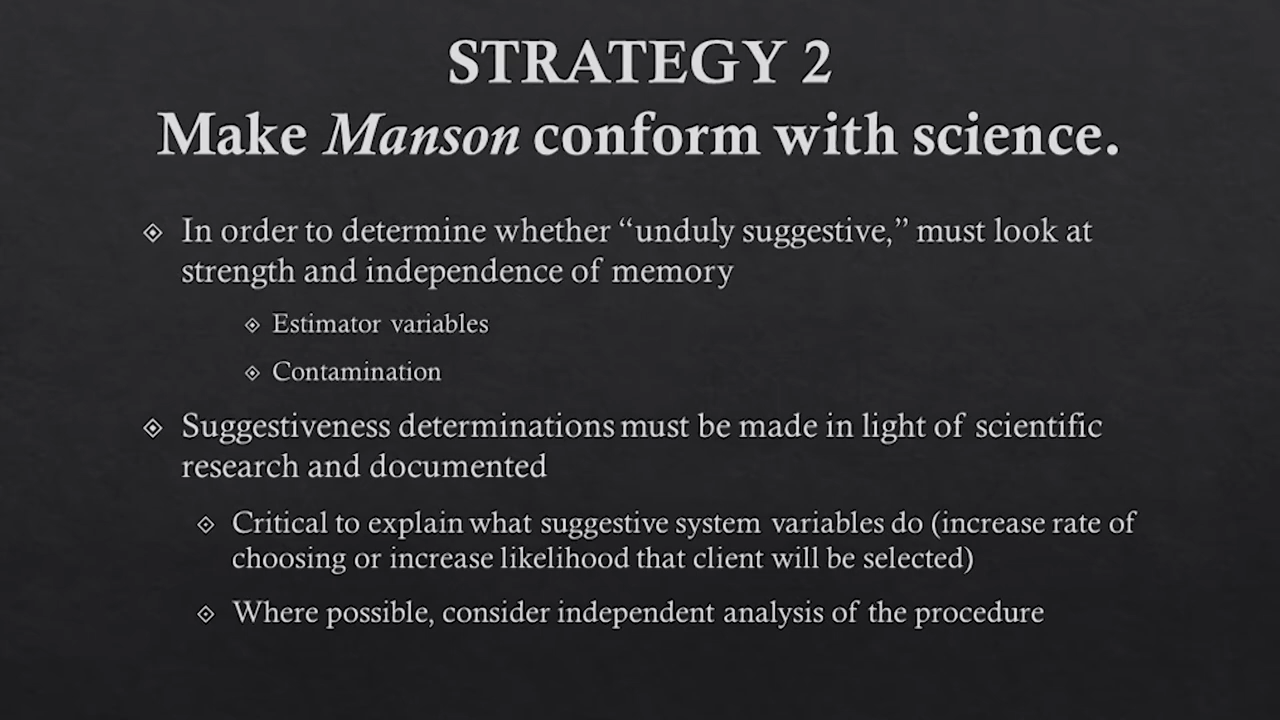 STRATEGY 2
Make Manson conform with science.
In order to determine whether “unduly suggestive,” must look at
strength and independence of memory
Estimator variables
Contamination
Suggestiveness determinations must be made in light of scientific
research and documented
Critical to explain what suggestive system variables do (increase rate of
choosing or increase likelihood that client will be selected)
Where possible, consider independent analysis of the procedure